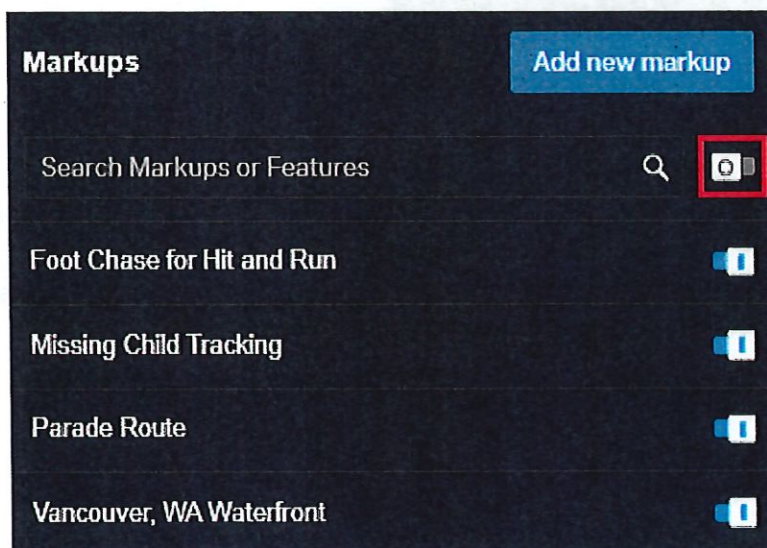 Markups
Add new markup
Search Markups or Features
Foot Chase for Hit and Run
Missing Child Tracking
Parade Route
Vancouver, WA Waterfront